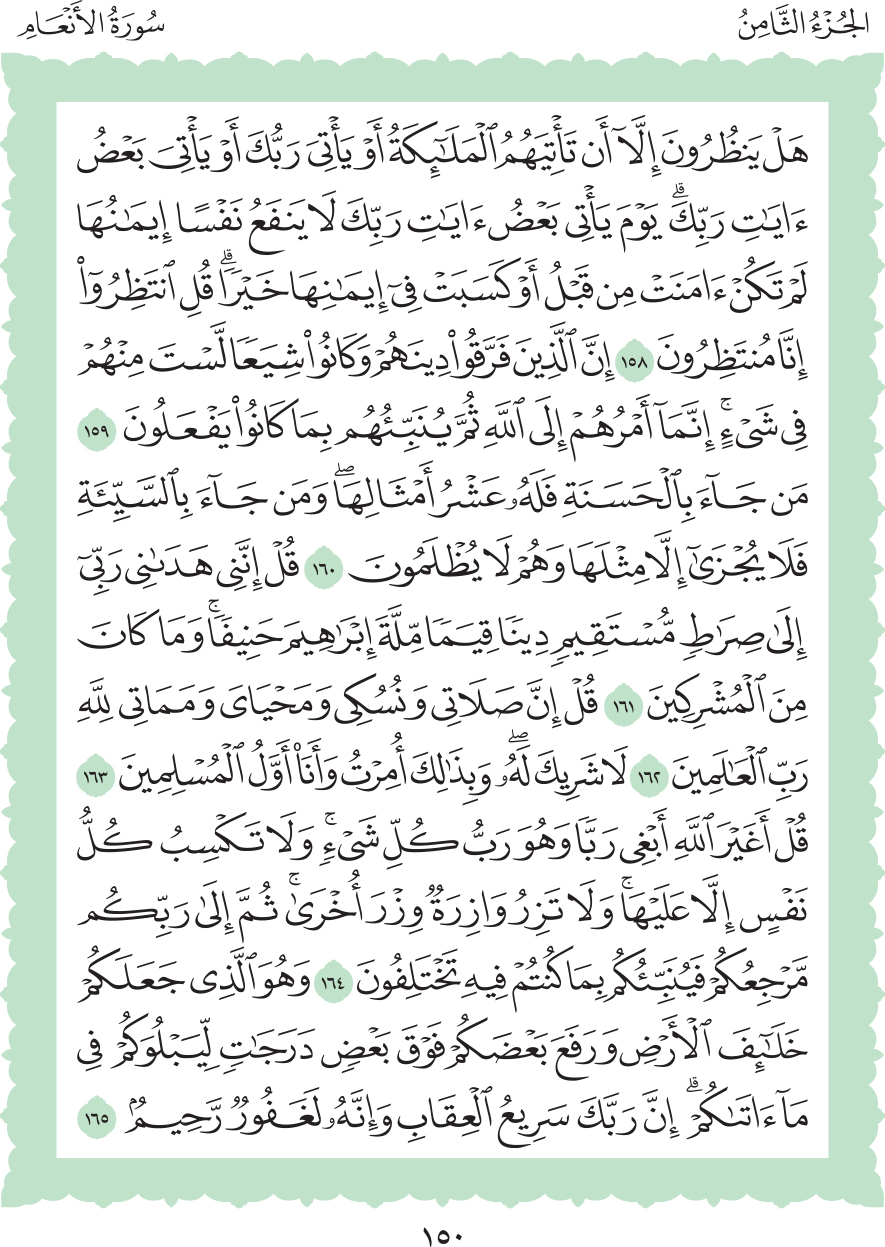 الجُزْءُ الثَّامِنُ
سُورَةُ الأَنْعَامِ
هَلۡ يَنظُرُونَ إِلَّآ أَن تَأۡتِيَهُمُ ٱلۡمَلَٰٓئِكَةُ أَوۡ يَأۡتِيَ رَبُّكَ أَوۡ يَأۡتِيَ بَعۡضُ
ءَايَٰتِ رَبِّكَۗ يَوۡمَ يَأۡتِي بَعۡضُ ءَايَٰتِ رَبِّكَ لَا يَنفَعُ نَفۡسًا إِيمَٰنُهَا
لَمۡ تَكُنۡ ءَامَنَتۡ مِن قَبۡلُ أَوۡ كَسَبَتۡ فِيٓ إِيمَٰنِهَا خَيۡرٗاۗ قُلِ ٱنتَظِرُوٓاْ
إِنَّا مُنتَظِرُونَ ١٥٨ إِنَّ ٱلَّذِينَ فَرَّقُواْ دِينَهُمۡ وَكَانُواْ شِيَعٗا لَّسۡتَ مِنۡهُمۡ
فِي شَيۡءٍۚ إِنَّمَآ أَمۡرُهُمۡ إِلَى ٱللَّهِ ثُمَّ يُنَبِّئُهُم بِمَا كَانُواْ يَفۡعَلُونَ ١٥٩
مَن جَآءَ بِٱلۡحَسَنَةِ فَلَهُۥ عَشۡرُ أَمۡثَالِهَاۖ وَمَن جَآءَ بِٱلسَّيِّئَةِ
فَلَا يُجۡزَىٰٓ إِلَّا مِثۡلَهَا وَهُمۡ لَا يُظۡلَمُونَ ١٦٠ قُلۡ إِنَّنِي هَدَىٰنِي رَبِّيٓ
إِلَىٰ صِرَٰطٖ مُّسۡتَقِيمٖ دِينٗا قِيَمٗا مِّلَّةَ إِبۡرَٰهِيمَ حَنِيفٗاۚ وَمَا كَانَ
مِنَ ٱلۡمُشۡرِكِينَ ١٦١ قُلۡ إِنَّ صَلَاتِي وَنُسُكِي وَمَحۡيَايَ وَمَمَاتِي لِلَّهِ
رَبِّ ٱلۡعَٰلَمِينَ ١٦٢ لَا شَرِيكَ لَهُۥۖ وَبِذَٰلِكَ أُمِرۡتُ وَأَنَا۠ أَوَّلُ ٱلۡمُسۡلِمِينَ ١٦٣
قُلۡ أَغَيۡرَ ٱللَّهِ أَبۡغِي رَبّٗا وَهُوَ رَبُّ كُلِّ شَيۡءٖۚ وَلَا تَكۡسِبُ كُلُّ
نَفۡسٍ إِلَّا عَلَيۡهَاۚ وَلَا تَزِرُ وَازِرَةٞ وِزۡرَ أُخۡرَىٰۚ ثُمَّ إِلَىٰ رَبِّكُم
مَّرۡجِعُكُمۡ فَيُنَبِّئُكُم بِمَا كُنتُمۡ فِيهِ تَخۡتَلِفُونَ ١٦٤ وَهُوَ ٱلَّذِي جَعَلَكُمۡ
خَلَٰٓئِفَ ٱلۡأَرۡضِ وَرَفَعَ بَعۡضَكُمۡ فَوۡقَ بَعۡضٖ دَرَجَٰتٖ لِّيَبۡلُوَكُمۡ فِي
مَآ ءَاتَىٰكُمۡۗ إِنَّ رَبَّكَ سَرِيعُ ٱلۡعِقَابِ وَإِنَّهُۥ لَغَفُورٞ رَّحِيمُۢ ١٦٥
١٥٠